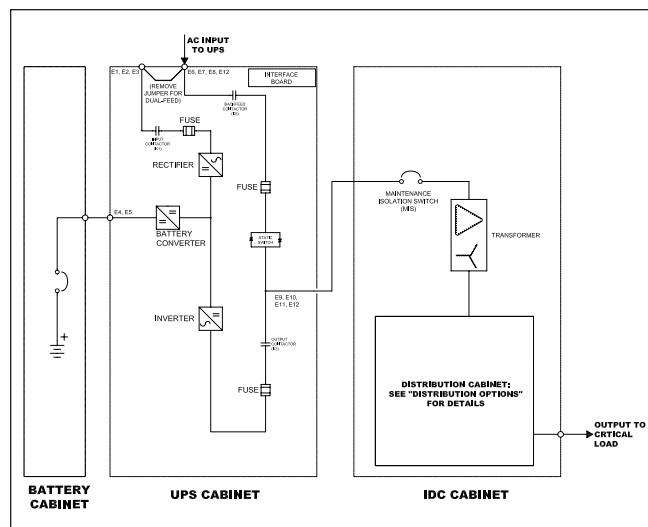 AC INPUT
TO UPS
E1, E2, E3
E6, E7, E8, E12
(REMOVE
JUMPER FOR
DUAL-FEED)
INTERFACE
BOARD
BACKFEED
CONTACTOR
FUSE
INPUT
CONTACTOR
(K1)
RECTIFIER
FUSE
MAINTENANCE
ISOLATION SWITCH
(MIS)
TRANSFORMER
E4, E5
BATTERY
CONVERTER
STATIC
SWITCH
E9, E10,
E11, E12
INVERTER
OUTPUT
CONTACTOR
FUSE
DISTRIBUTION CABINET:
SEE "DISTRIBUTION OPTIONS"
FOR DETAILS
OUTPUT TO
CRTICAL
LOAD
BATTERY
CABINET
UPS CABINET
IDC CABINET